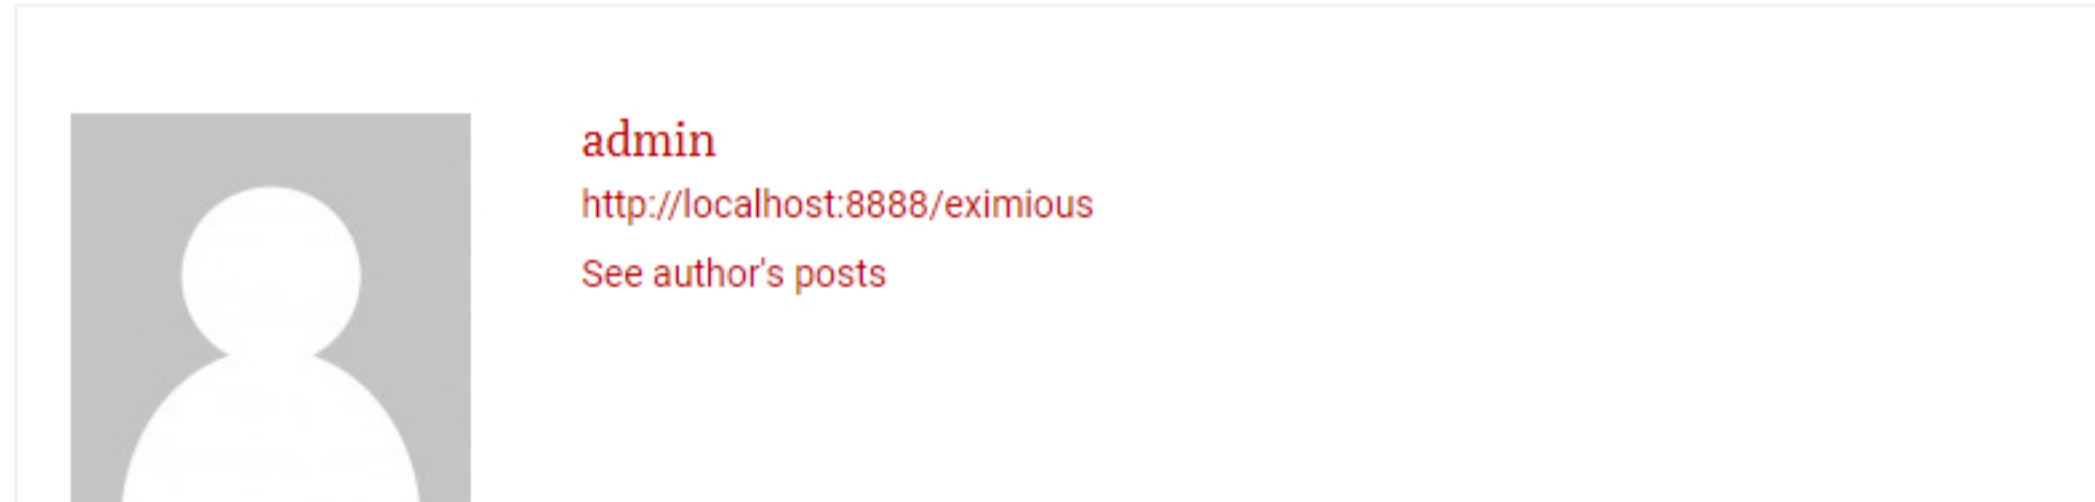 admin
http://localhost:8888/eximious
See author's posts